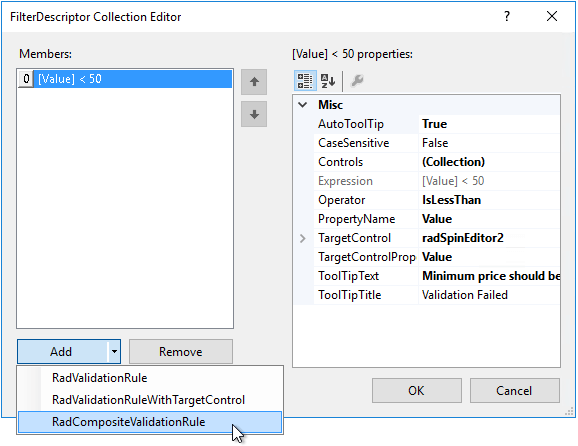 FilterDescriptor Collection Editor
?
Members:
0 [Value] < 50
Add
Remove
RadValidationRule
RadValidationRuleWithTargetControl
RadCompositeValidationRule
[Value] < 50 properties:
Misc
AutoToolTip True
CaseSensitive False
Controls (Collection)
Expression [Value] < 50
Operator IsLessThan
PropertyName Value
TargetControl radSpinEditor2
TargetControlProp Value
ToolTipText Minimum price should be
ToolTipTitle Validation Failed
OK
Cancel